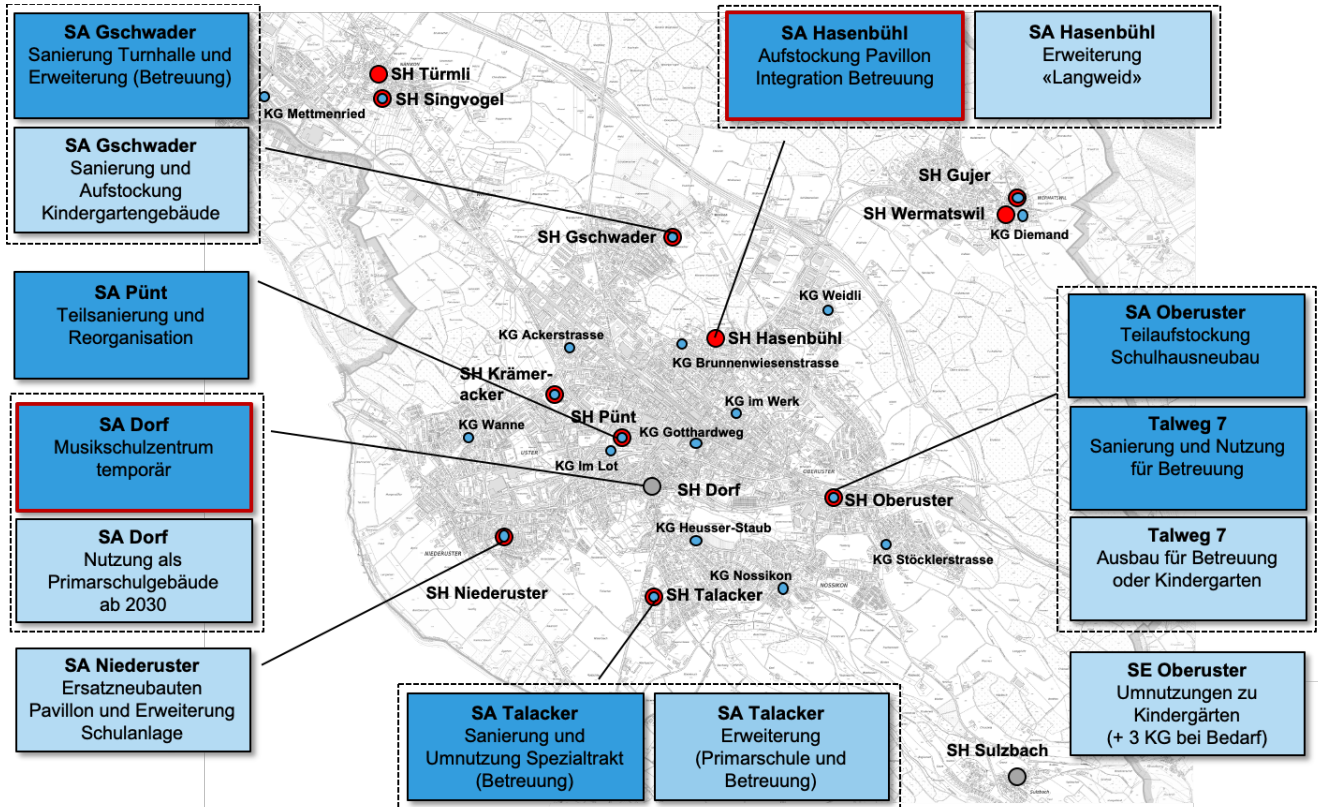 SA Gschwader
Sanierung Turnhalle und
Erweiterung (Betreuung)
SA Gschwader
Sanierung und
Aufstockung
Kindergartengebäude
SA Pünt
Teilsanierung und
Reorganisation
SA Dorf
Musikschulzentrum
temporär
SA Dorf
Nutzung als
Primarschulgebäude
ab 2030
SA Niederuster
Ersatzneubauten
Pavillon und Erweiterung
Schulanlage
SA Hasenbühl
Aufstockung Pavillon
Integration Betreuung
SA Hasenbühl
Erweiterung
«Langweid»
SH Türmli
SH Singvogel
KG Mettmenried
SH Gujer
SH Wermatswil
KG Diemand
SH Gschwader
KG Weidli
KG Ackerstrasse
SH Hasenbühl
KG Brunnenwiesenstrasse
SH Krämer-
acker
SH Pünt
KG im Werk
KG Wanne
KG Gotthardweg
KG Im Lot
SH Dorf
SH Oberuster
KG Heusser-Staub
KG Stöcklerstrasse
KG Nossikon
SH Niederuster
SH Talacker
USTER
OBERUSTER
NIEDERUSTER
NOSSIKON
SA Oberuster
Teilaufstockung
Schulhausneubau
Talweg 7
Sanierung und Nutzung
für Betreuung
Talweg 7
Ausbau für Betreuung
oder Kindergarten
SE Oberuster
Umnutzungen zu
Kindergärten
(+ 3 KG bei Bedarf)
SA Talacker
Sanierung und
Umnutzung Spezialtrakt
(Betreuung)
SA Talacker
Erweiterung
(Primarschule und
Betreuung)
SH Sulzbach